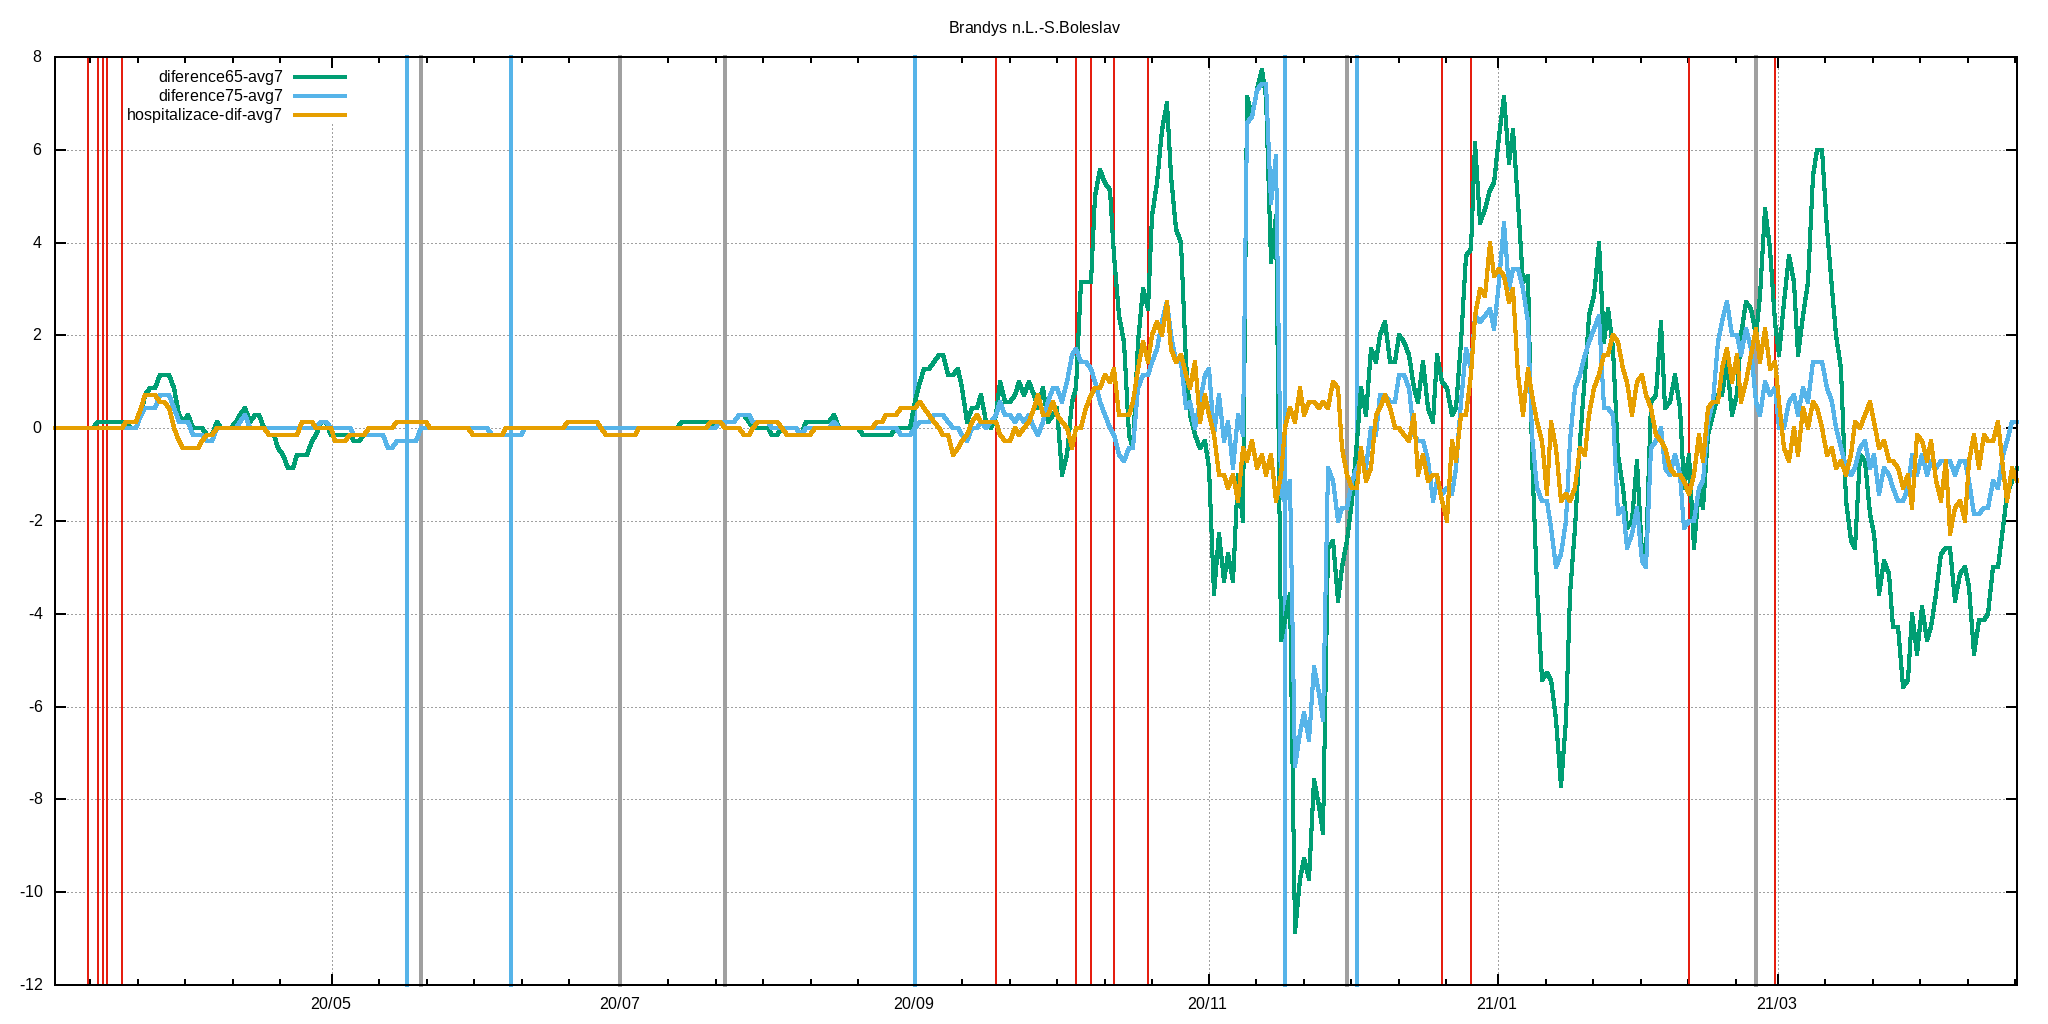 Brandys n.L.-S.Boleslav
diference65-avg7
diference75-avg7
hospitalizace-dif-avg7
8
6
4
2
0
-2
-4
-6
-8
-10
-12
20/05 20/07 20/09 20/11 21/01 21/03